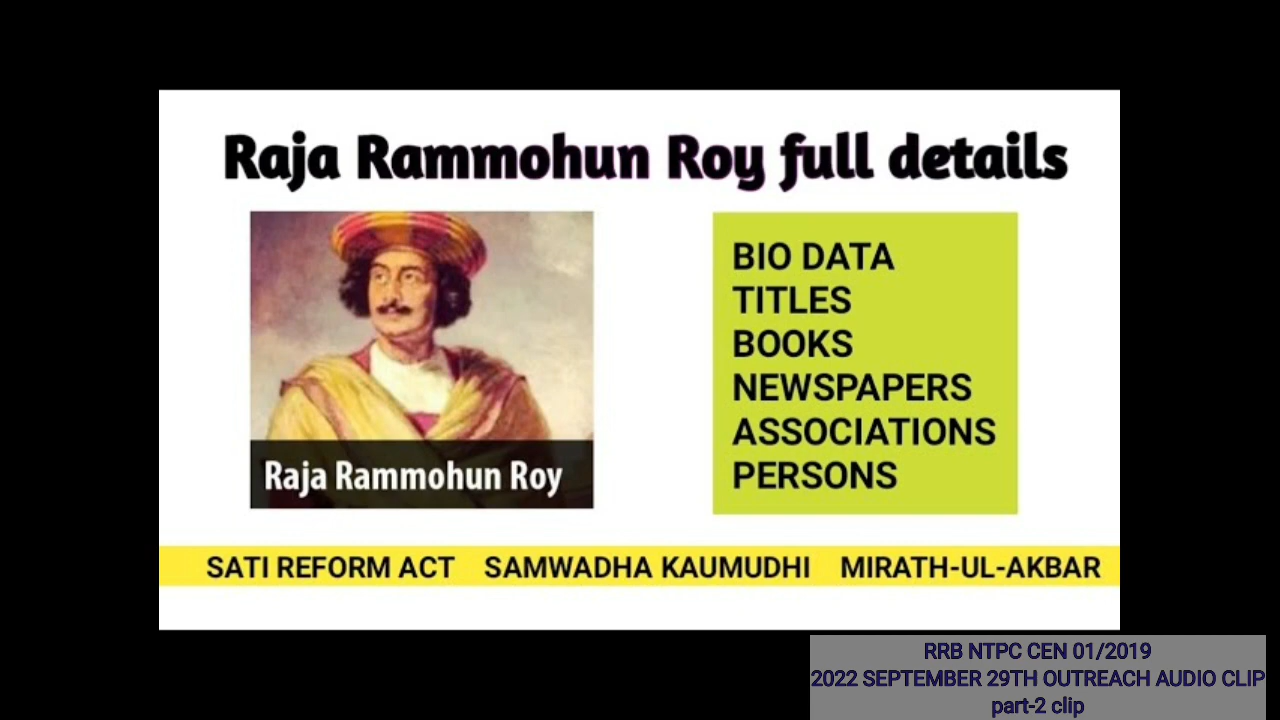 Raja Rammohun Roy full details
Raja Rammohun Roy
BIO DATA
TITLES
BOOKS
NEWSPAPERS
ASSOCIATIONS
PERSONS
SATI REFORM ACT SAMWADHA KAUMUDHI MIRATH-UL-AKBAR
RRB NTPC CEN 01/2019
2022 SEPTEMBER 29TH OUTREACH AUDIO CLIP
part-2 clip